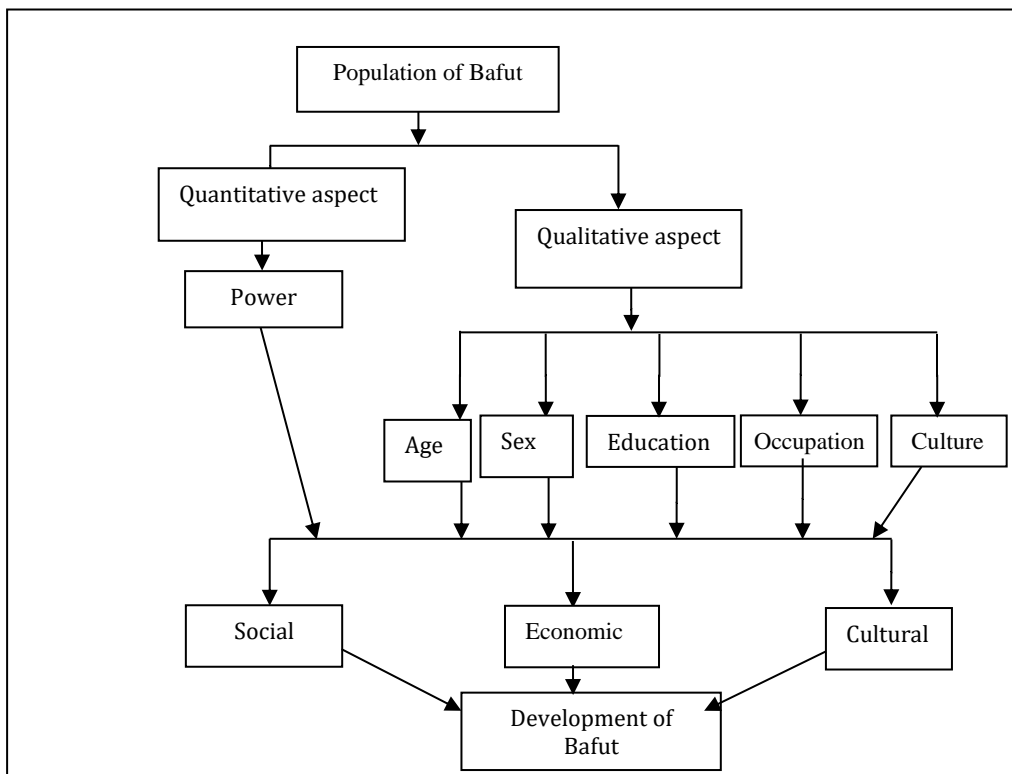 Population of Bafut
Quantitative aspect
Qualitative aspect
Power
Age
Sex
Education
Occupation
Culture
Social
Economic
Cultural
Development of
Bafut